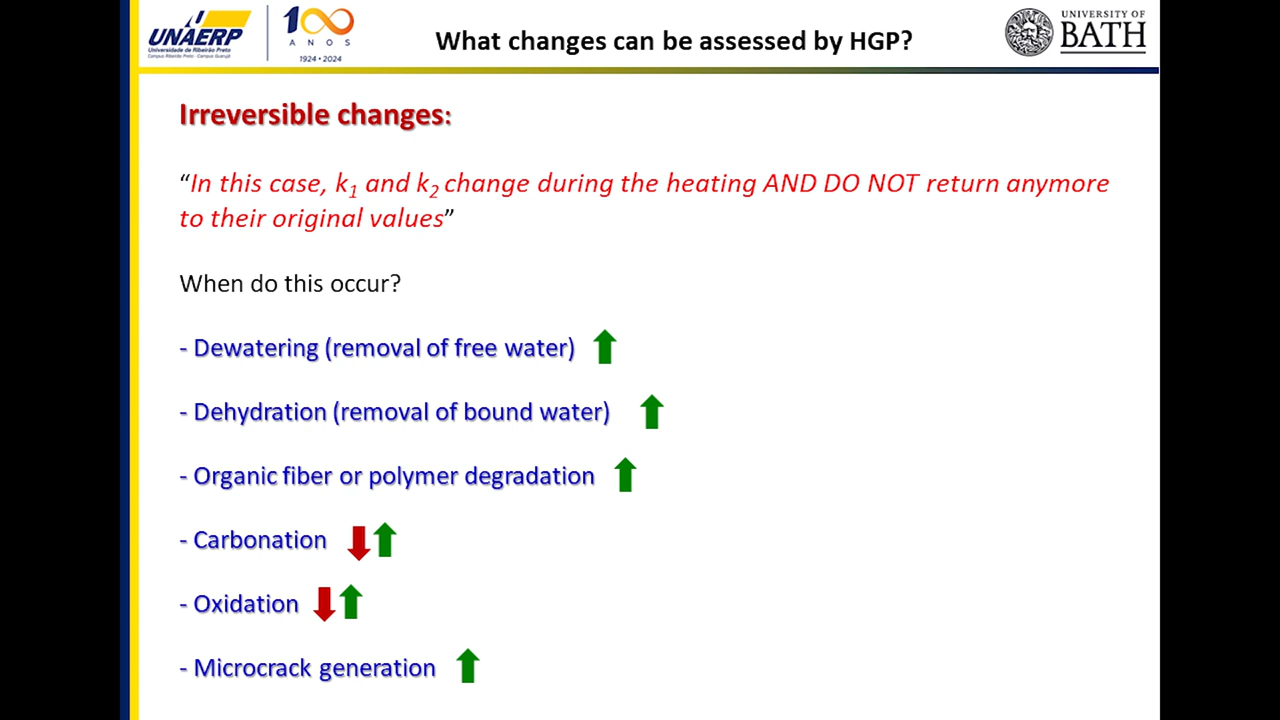 UNAERP
Universidade de Ribeirão Preto
Campus Ribeirão Preto - Campus Guarujá
100
ANOS
1924 • 2024
What changes can be assessed by HGP?
UNIVERSITY OF
BATH
Irreversible changes:
“In this case, k₁ and k₂ change during the heating AND DO NOT return anymore
to their original values”
When do this occur?
- Dewatering (removal of free water)
- Dehydration (removal of bound water)
- Organic fiber or polymer degradation
- Carbonation
- Oxidation
- Microcrack generation